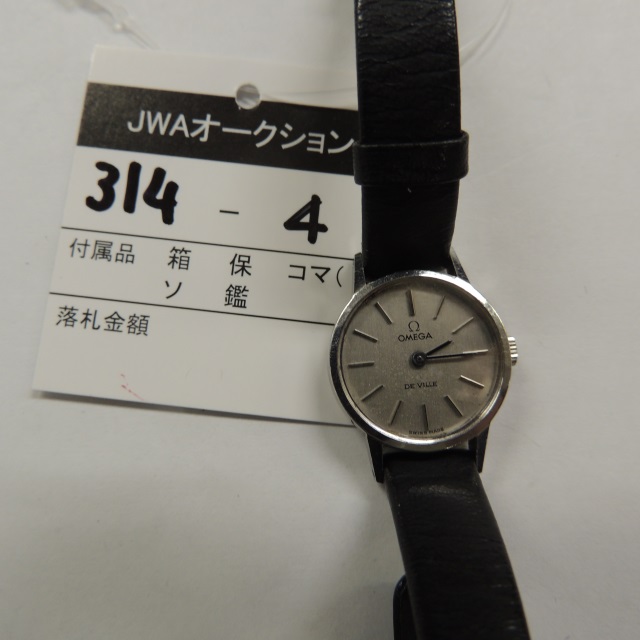 JWAオークション
314 - 4
付属品 箱 保 コマ(
ソ 鑑
落札金額
Ω
OMEGA
DE VILLE
SWISS MADE